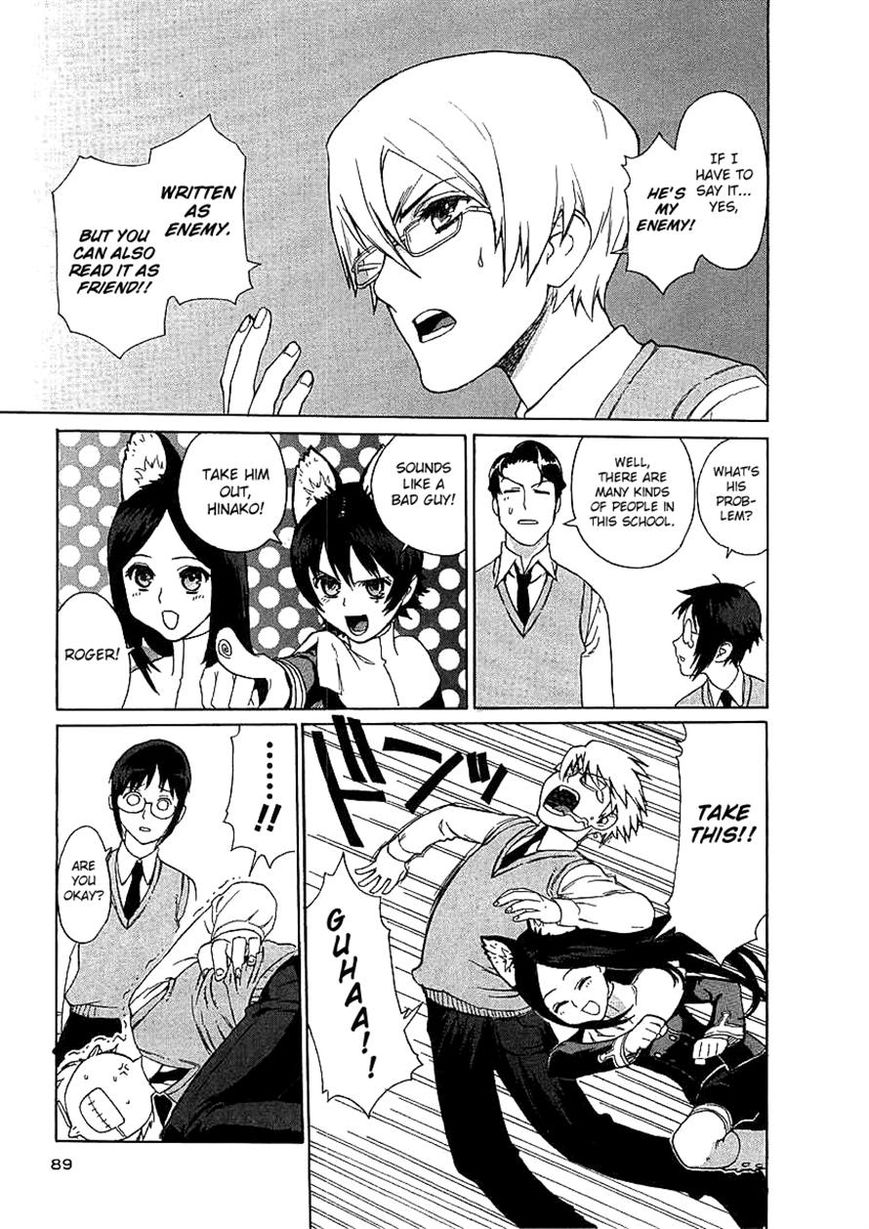 IF I
HAVE TO
SAY IT...
YES,
HE'S
MY
ENEMY!
WRITTEN
AS
ENEMY.
BUT YOU
CAN ALSO
READ IT AS
FRIEND!!
WHAT'S
HIS
PROB-
LEM?
WELL,
THERE ARE
MANY KINDS
OF PEOPLE IN
THIS SCHOOL.
SOUNDS
LIKE A
BAD GUY!
TAKE HIM
OUT,
HINAKO!
ROGER!
TAKE
THIS!!
ドンッ
GUHAA!!
......!!
ARE
YOU
OKAY?
89